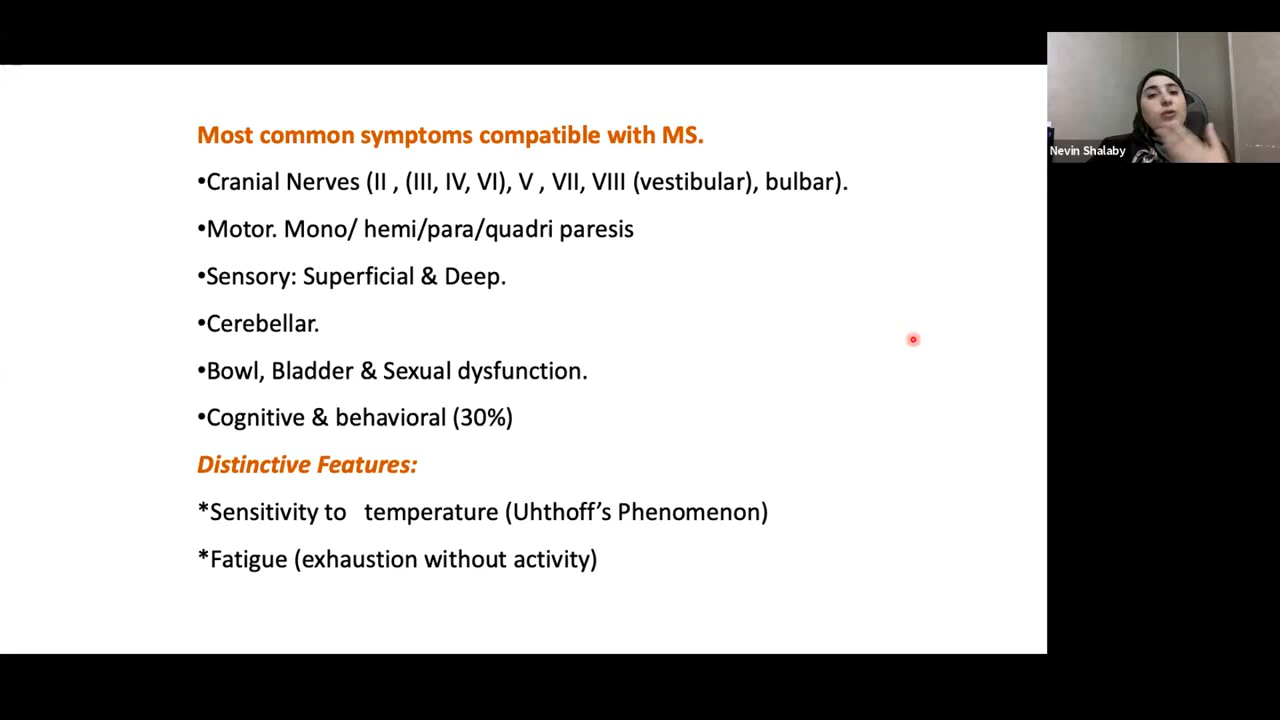 Most common symptoms compatible with MS.
•Cranial Nerves (II , (III, IV, VI), V , VII, VIII (vestibular), bulbar).
•Motor. Mono/ hemi/para/quadri paresis
•Sensory: Superficial & Deep.
•Cerebellar.
•Bowl, Bladder & Sexual dysfunction.
•Cognitive & behavioral (30%)
Distinctive Features:
*Sensitivity to   temperature (Uhthoff’s Phenomenon)
*Fatigue (exhaustion without activity)
Nevin Shalaby